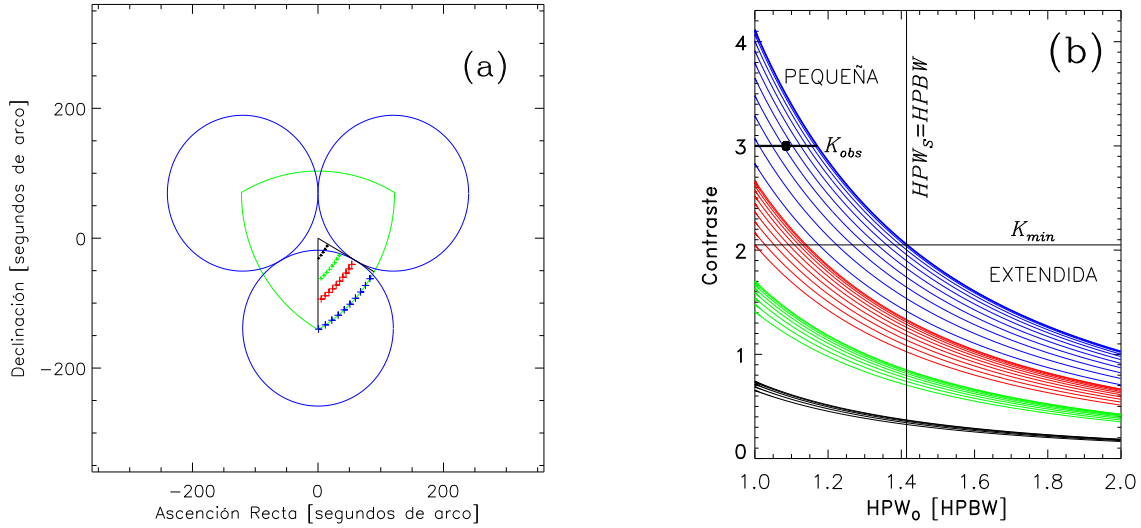 (a)
200
0
−200
−200
0
200
Declinación [segundos de arco]
Ascención Recta [segundos de arco]
(b)
4
3
2
1
0
PEQUEÑA
HPW_S=HPBW
K_obs
K_min
EXTENDIDA
Contraste
1.0 1.2 1.4 1.6 1.8 2.0
HPW_0 [HPBW]